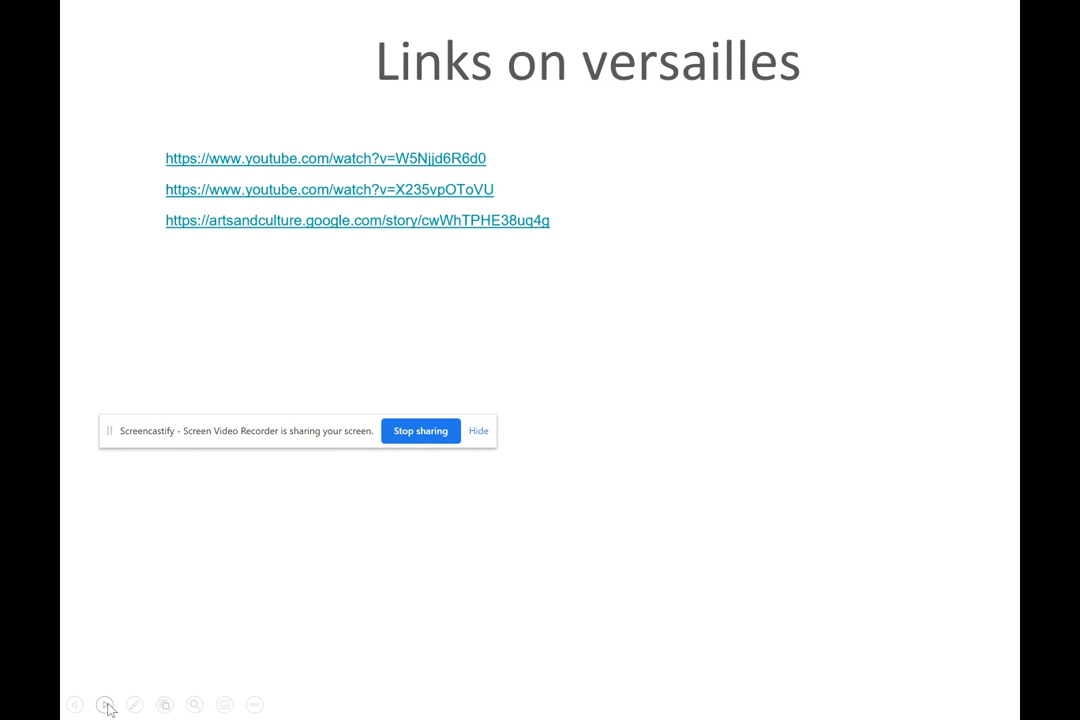 Links on versailles
https://www.youtube.com/watch?v=W5Njjd6R6d0
https://www.youtube.com/watch?v=X235vpOToVU
https://artsandculture.google.com/story/cwWhTPHE38uq4g
Screencastify - Screen Video Recorder is sharing your screen. Stop sharing Hide